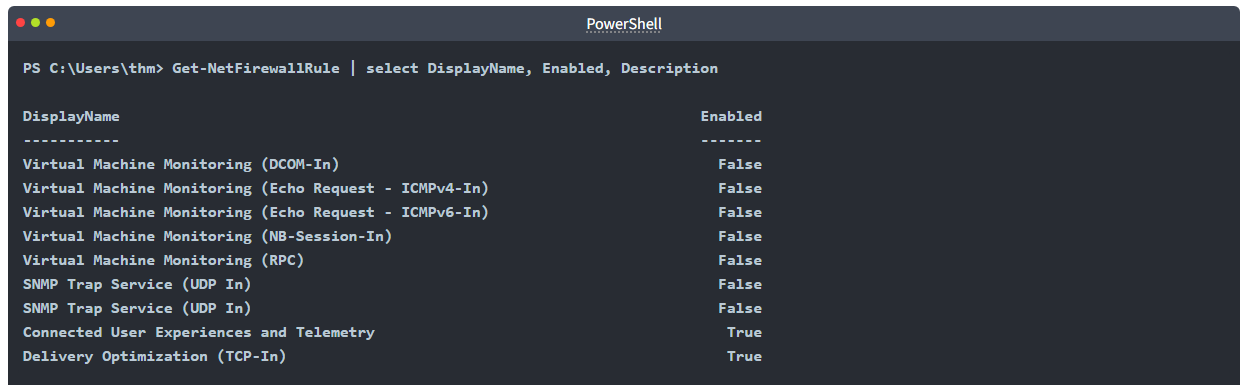 PowerShell
PS C:\Users\thm> Get-NetFirewallRule | select DisplayName, Enabled, Description
DisplayName Enabled
----------- -------
Virtual Machine Monitoring (DCOM-In) False
Virtual Machine Monitoring (Echo Request - ICMPv4-In) False
Virtual Machine Monitoring (Echo Request - ICMPv6-In) False
Virtual Machine Monitoring (NB-Session-In) False
Virtual Machine Monitoring (RPC) False
SNMP Trap Service (UDP In) False
SNMP Trap Service (UDP In) False
Connected User Experiences and Telemetry True
Delivery Optimization (TCP-In) True